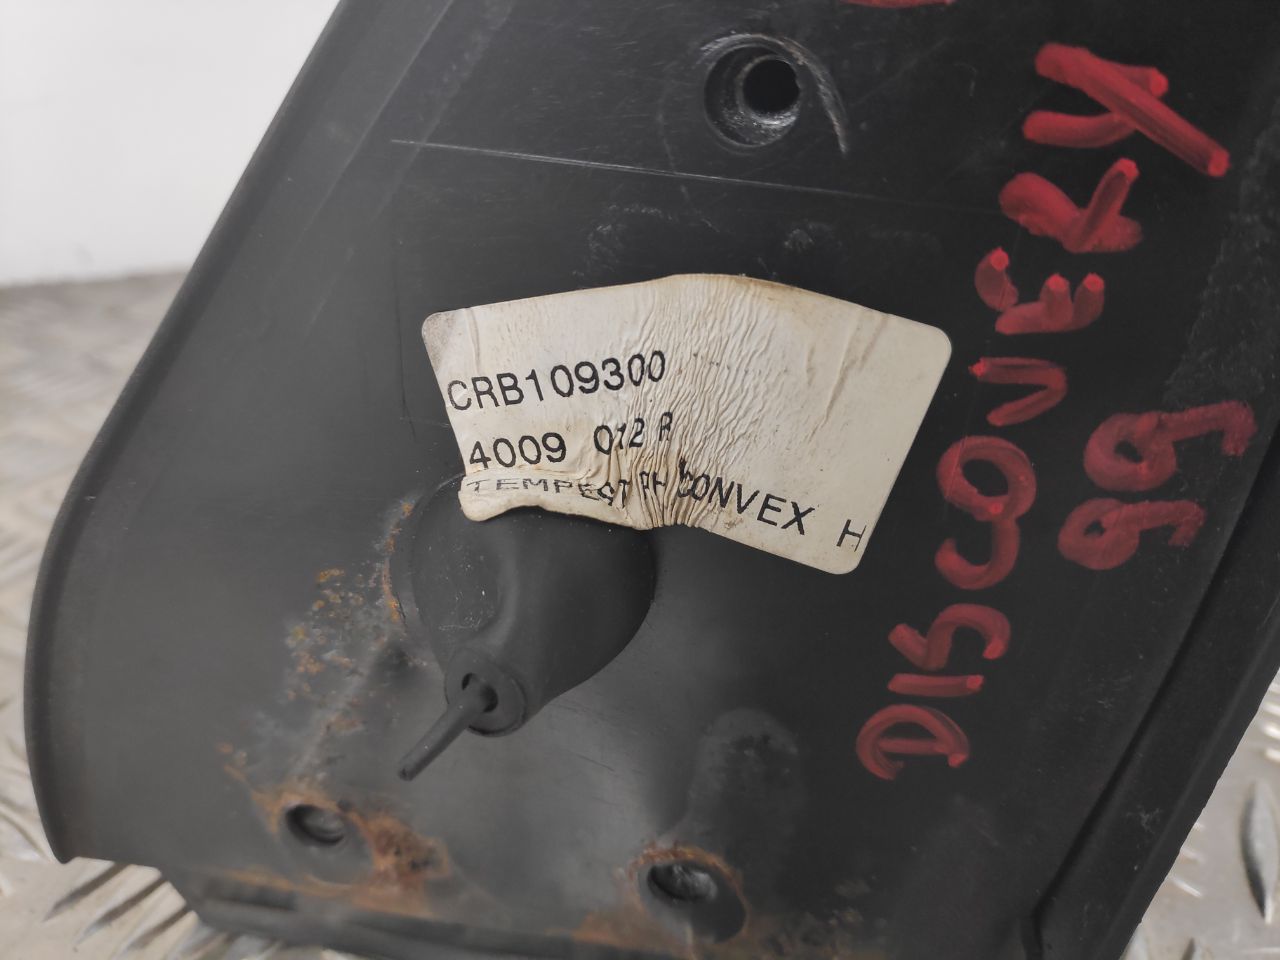 CRB109300
4009 012 R
TEMPEST RH CONVEX H
DISCOVERY
99